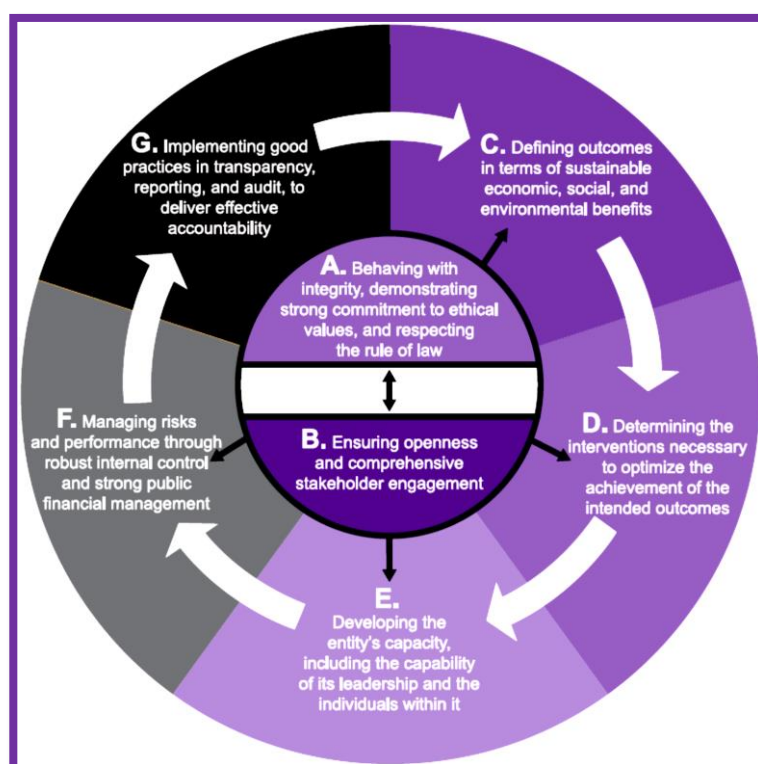 G. Implementing good
practices in transparency,
reporting, and audit, to
deliver effective
accountability
C. Defining outcomes
in terms of sustainable
economic, social, and
environmental benefits
A. Behaving with
integrity, demonstrating
strong commitment to ethical
values, and respecting
the rule of law
B. Ensuring openness
and comprehensive
stakeholder engagement
D. Determining the
interventions necessary
to optimize the
achievement of the
intended outcomes
E.
Developing the
entity's capacity,
including the capability
of its leadership and the
individuals within it
F. Managing risks
and performance through
robust internal control
and strong public
financial management